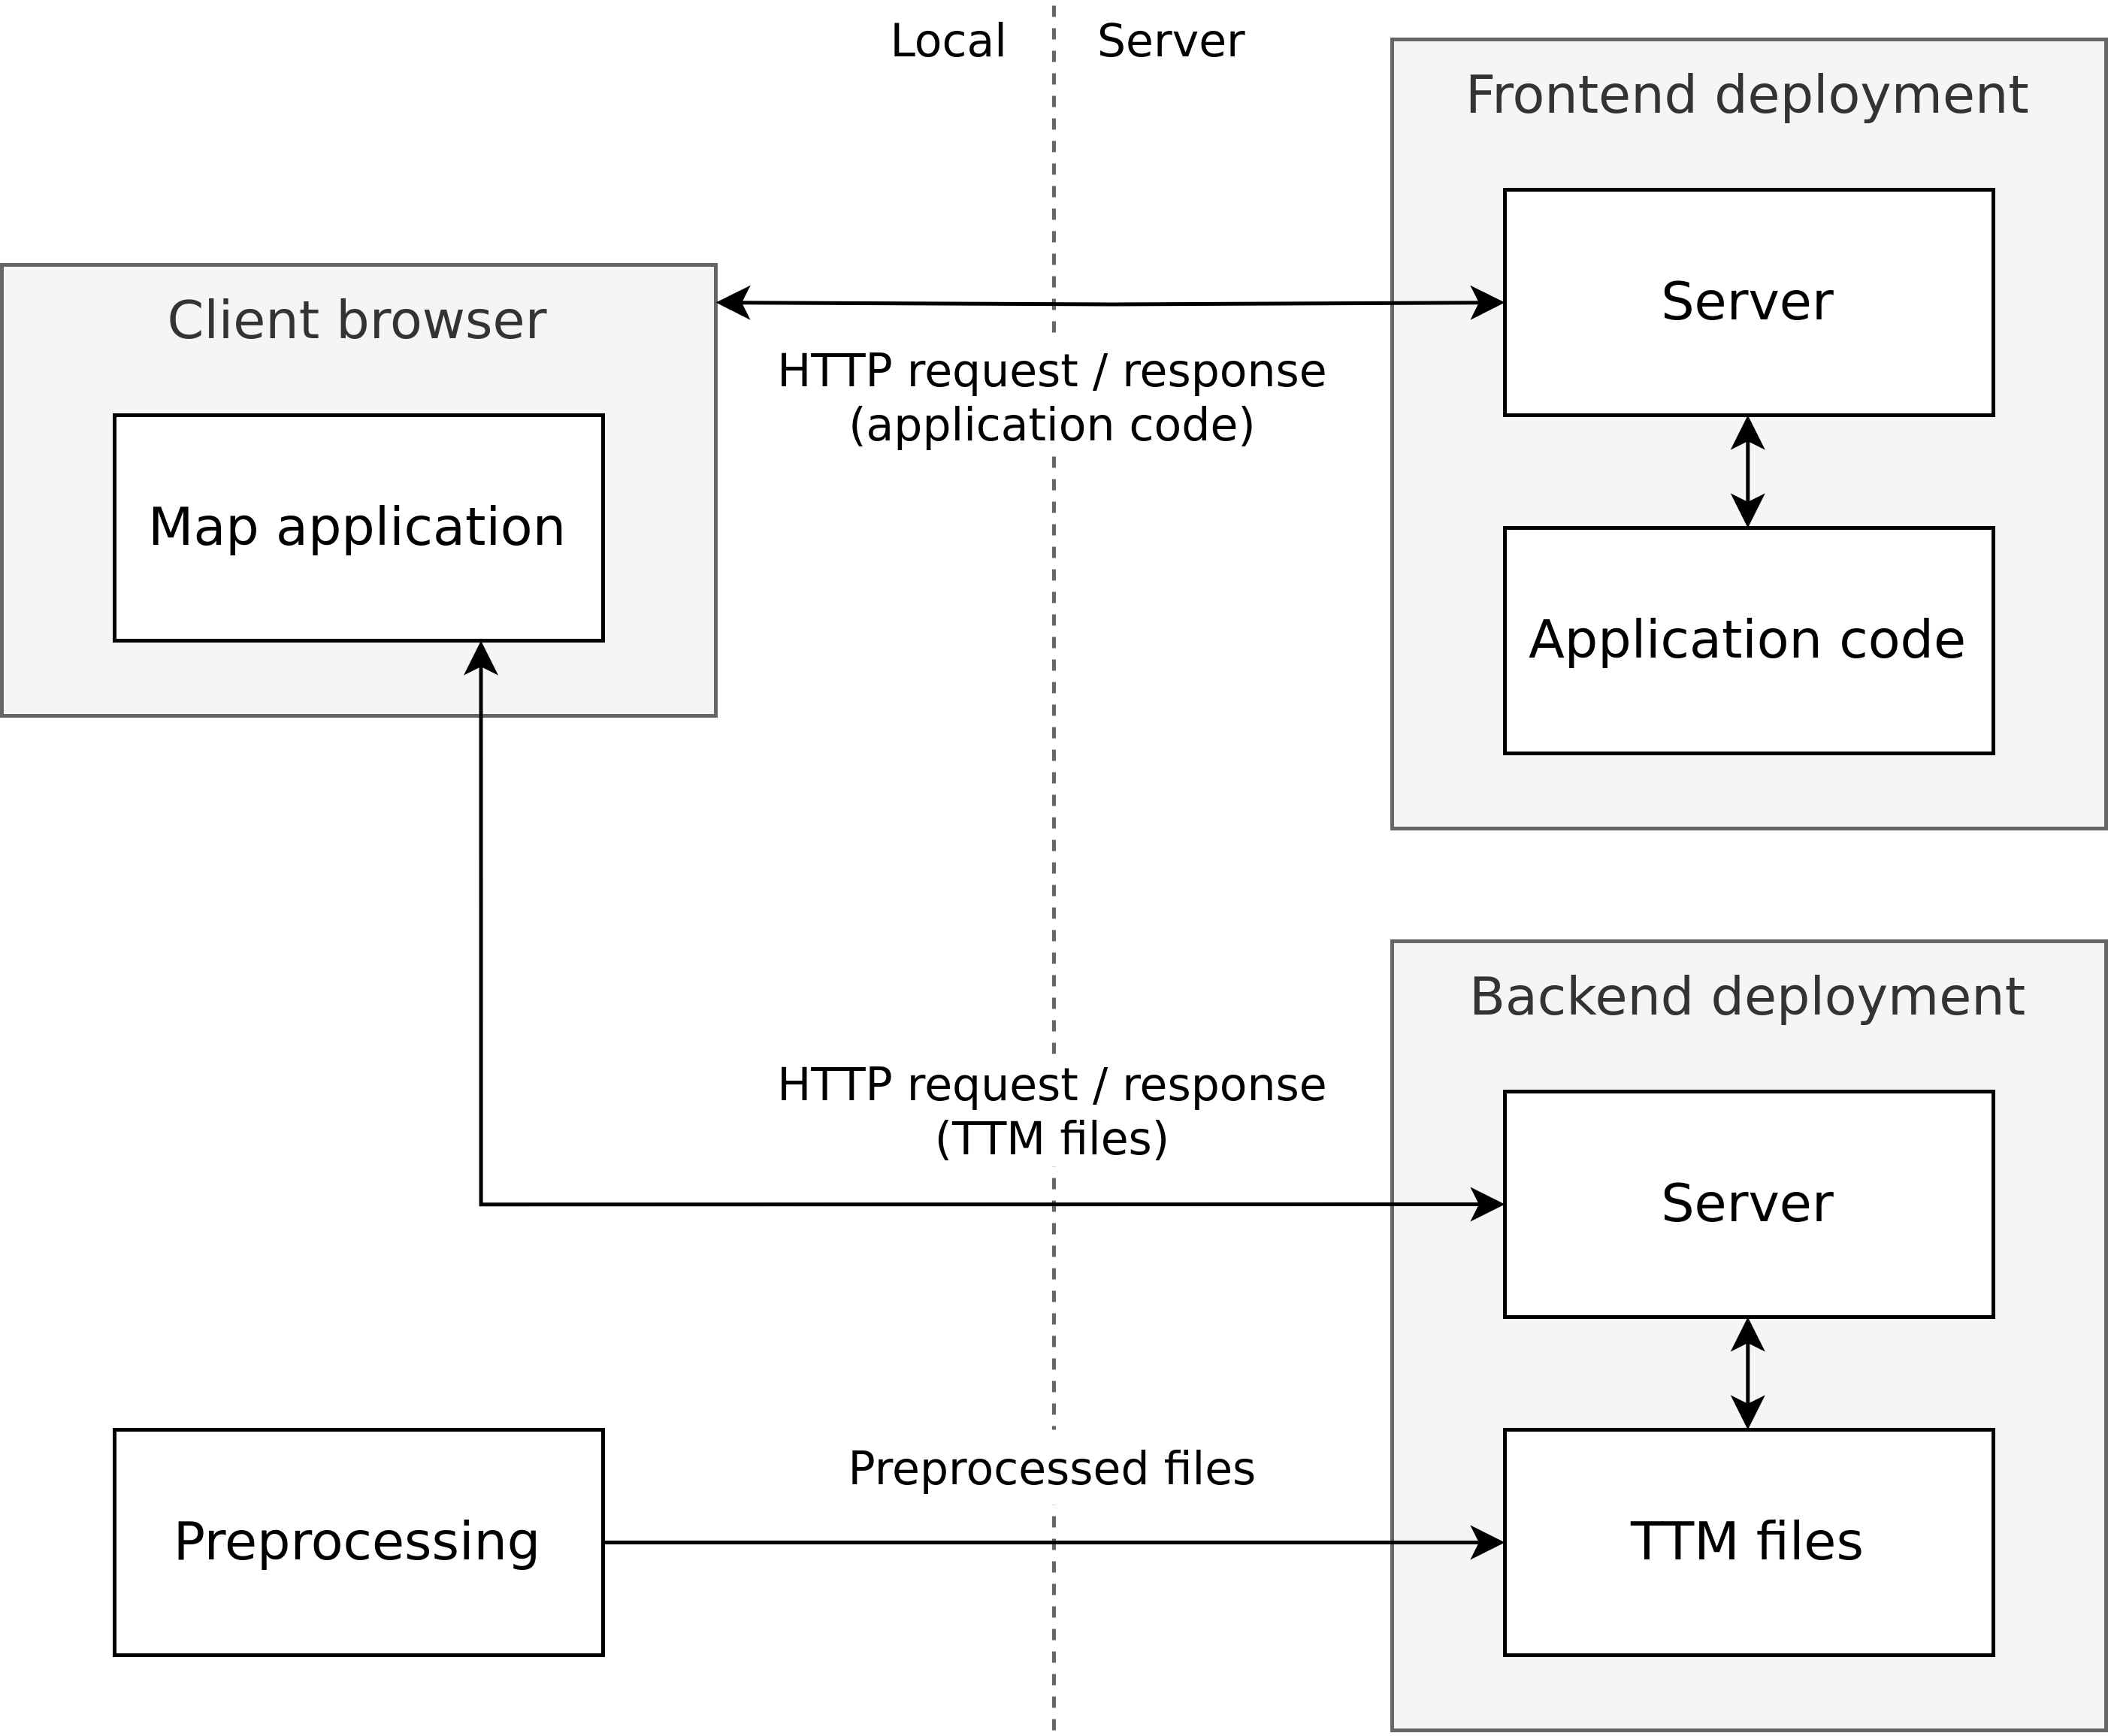 Local
Server
Frontend deployment
Server
Client browser
HTTP request / response
(application code)
Map application
Application code
Backend deployment
HTTP request / response
(TTM files)
Server
Preprocessed files
Preprocessing
TTM files